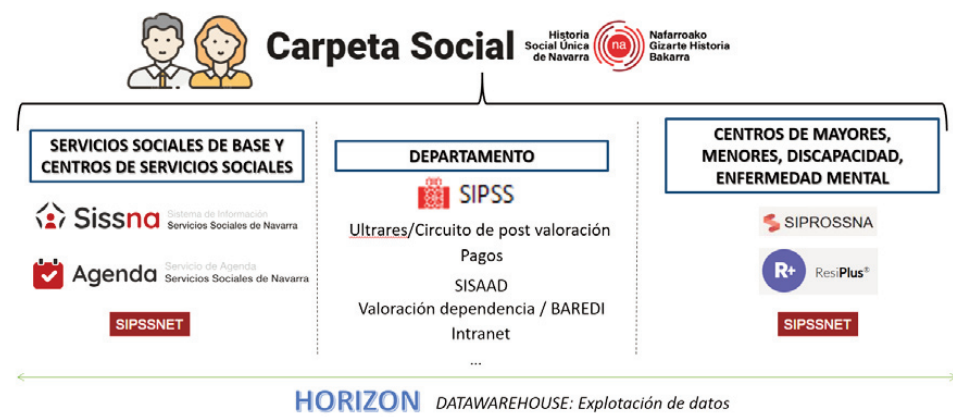 Carpeta Social
Historia
Social Única
de Navarra
na
Nafarroako
Gizarte Historia
Bakarra
SERVICIOS SOCIALES DE BASE Y
CENTROS DE SERVICIOS SOCIALES
Sissna
Sistema de Información
Servicios Sociales de Navarra
Agenda
Servicio de Agenda
Servicios Sociales de Navarra
SIPSSNET
DEPARTAMENTO
SIPSS
Ultrares/Circuito de post valoración
Pagos
SISAAD
Valoración dependencia / BAREDI
Intranet
...
CENTROS DE MAYORES,
MENORES, DISCAPACIDAD,
ENFERMEDAD MENTAL
SIPROSSNA
R+
ResiPlus®
SIPSSNET
HORIZON DATAWAREHOUSE: Explotación de datos